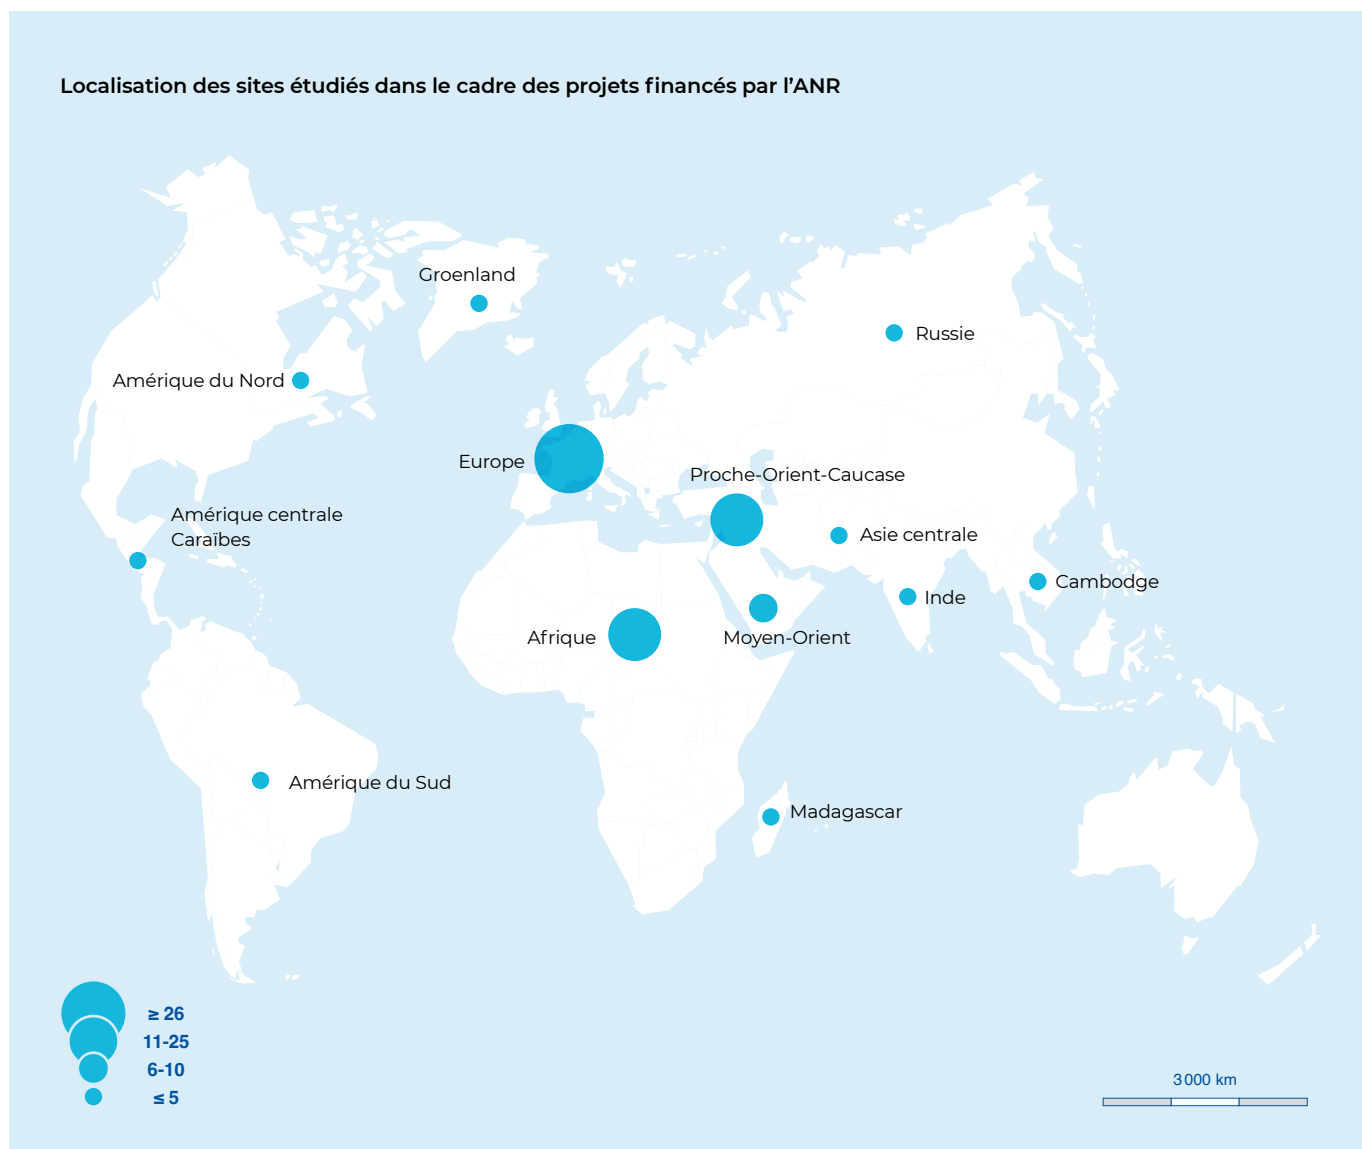 Localisation des sites étudiés dans le cadre des projets financés par l’ANR
Groenland
Russie
Amérique du Nord
Europe
Proche-Orient-Caucase
Amérique centrale
Caraïbes
Asie centrale
Cambodge
Inde
Afrique
Moyen-Orient
Amérique du Sud
Madagascar
≥ 26
11-25
6-10
≤ 5
3 000 km